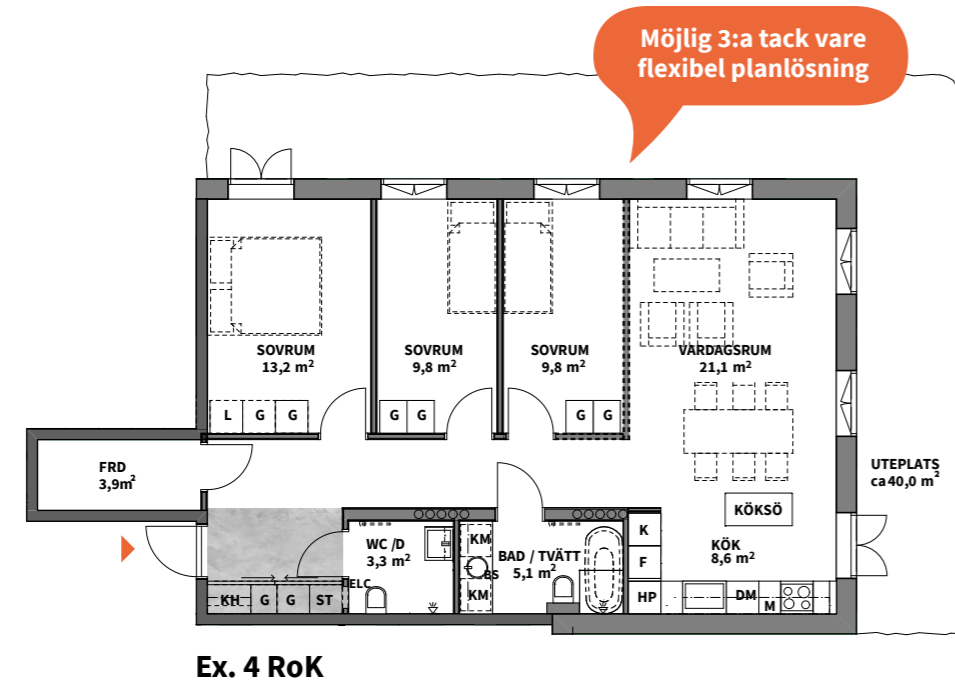 Möjlig 3:a tack vare
flexibel planlösning
SOVRUM
13,2 m²
SOVRUM
9,8 m²
SOVRUM
9,8 m²
VARDAGSRUM
21,1 m²
L G G
G G
G G
FRD
3,9m²
UTEPLATS
ca 40,0 m²
KÖKSÖ
WC /D
3,3 m²
KM
BAD / TVÄTT
5,1 m²
BS
KM
K
F
HP
KÖK
8,6 m²
DM
M
ELC
KH G G ST
Ex. 4 RoK